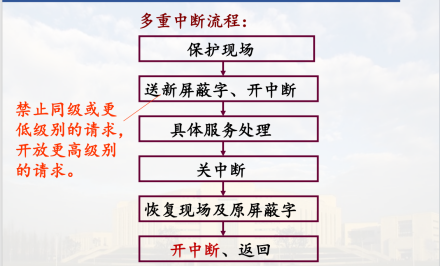 多重中断流程：
保护现场
送新屏蔽字、开中断
禁止同级或更
低级别的请求，
开放更高级别
的请求。
具体服务处理
关中断
恢复现场及原屏蔽字
开中断、返回